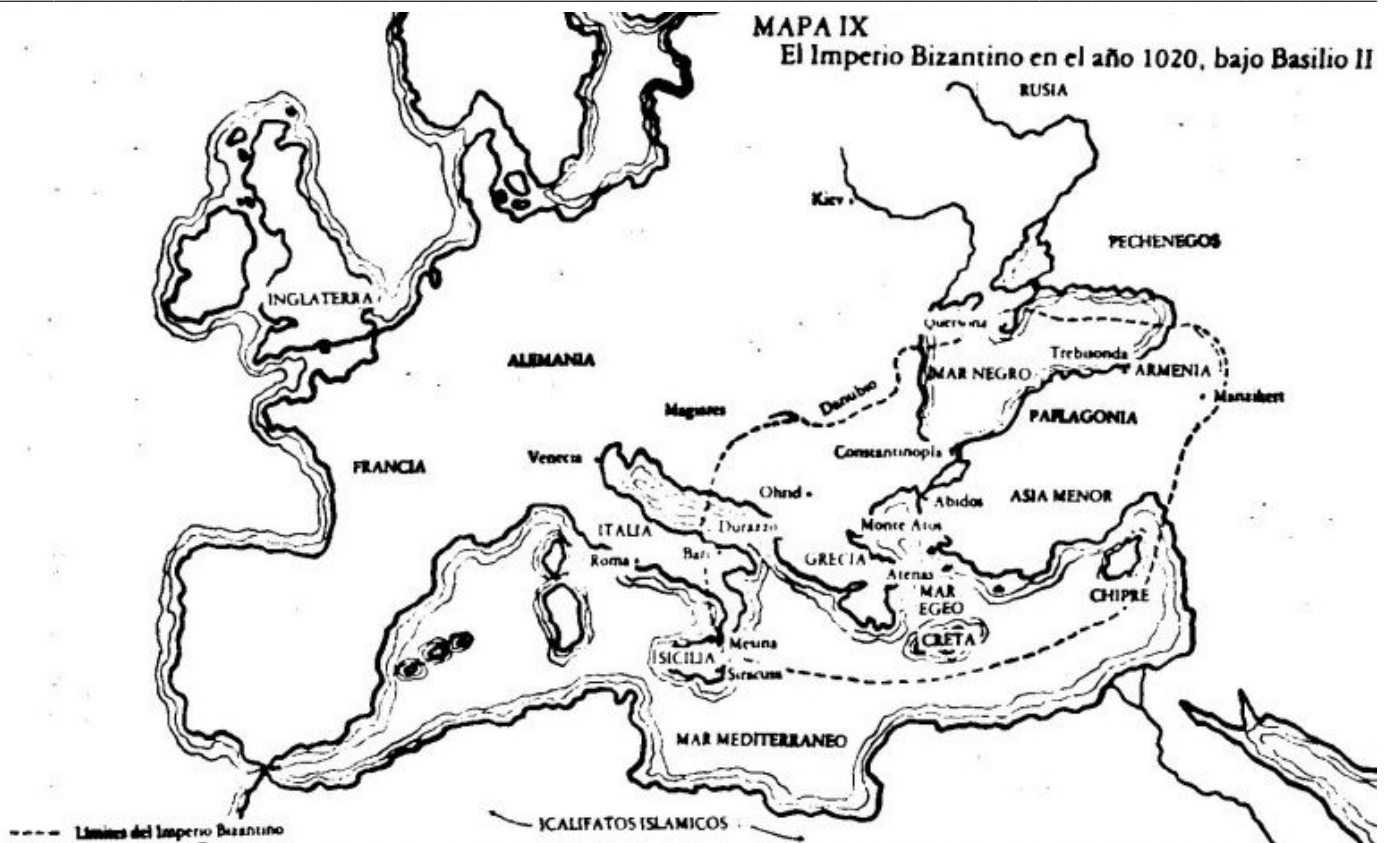 MAPA IX
El Imperio Bizantino en el año 1020, bajo Basilio II
RUSIA
Kiev
PECHENEGOS
INGLATERRA
Quersona
ALEMANIA
Trebisonda
MAR NEGRO
ARMENIA
Danubio
Manzikert
Magiares
PAFLAGONIA
Constantinopla
Venecia
FRANCIA
Ohrid
Abidos
ASIA MENOR
ITALIA
Durazzo
Monte Atos
Bari
Roma
GRECIA
Atenas
MAR
EGEO
CHIPRE
CRETA
Mesina
SICILIA
Siracusa
MAR MEDITERRANEO
CALIFATOS ISLAMICOS
Límites del Imperio Bizantino